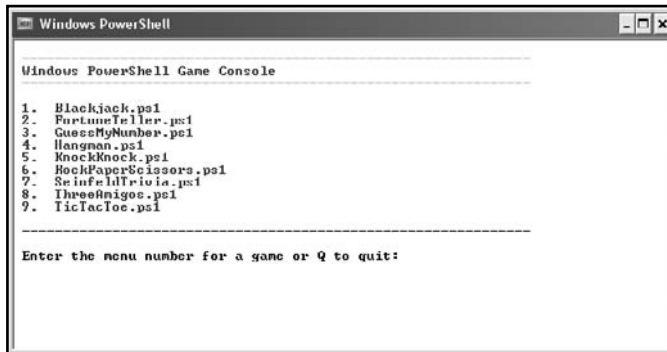 Windows PowerShell
Windows PowerShell Game Console
1. Blackjack.ps1
2. FortuneTeller.ps1
3. GuessMyNumber.ps1
4. Hangman.ps1
5. KnockKnock.ps1
6. RockPaperScissors.ps1
7. SeinfeldTrivia.ps1
8. ThreeAmigos.ps1
9. TicTacToe.ps1
Enter the menu number for a game or Q to quit: